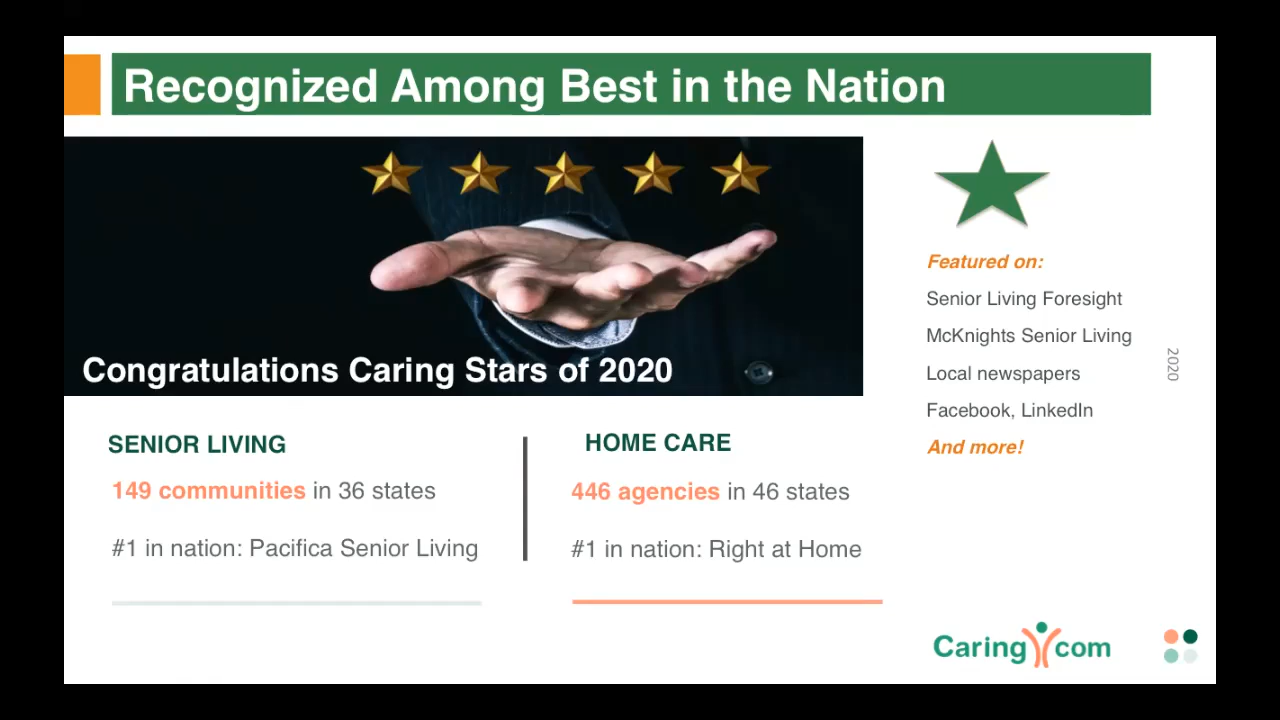 Recognized Among Best in the Nation
Congratulations Caring Stars of 2020
SENIOR LIVING
149 communities in 36 states
#1 in nation: Pacifica Senior Living
HOME CARE
446 agencies in 46 states
#1 in nation: Right at Home
Featured on:
Senior Living Foresight
McKnights Senior Living
Local newspapers
Facebook, LinkedIn
And more!
2020
Caring com